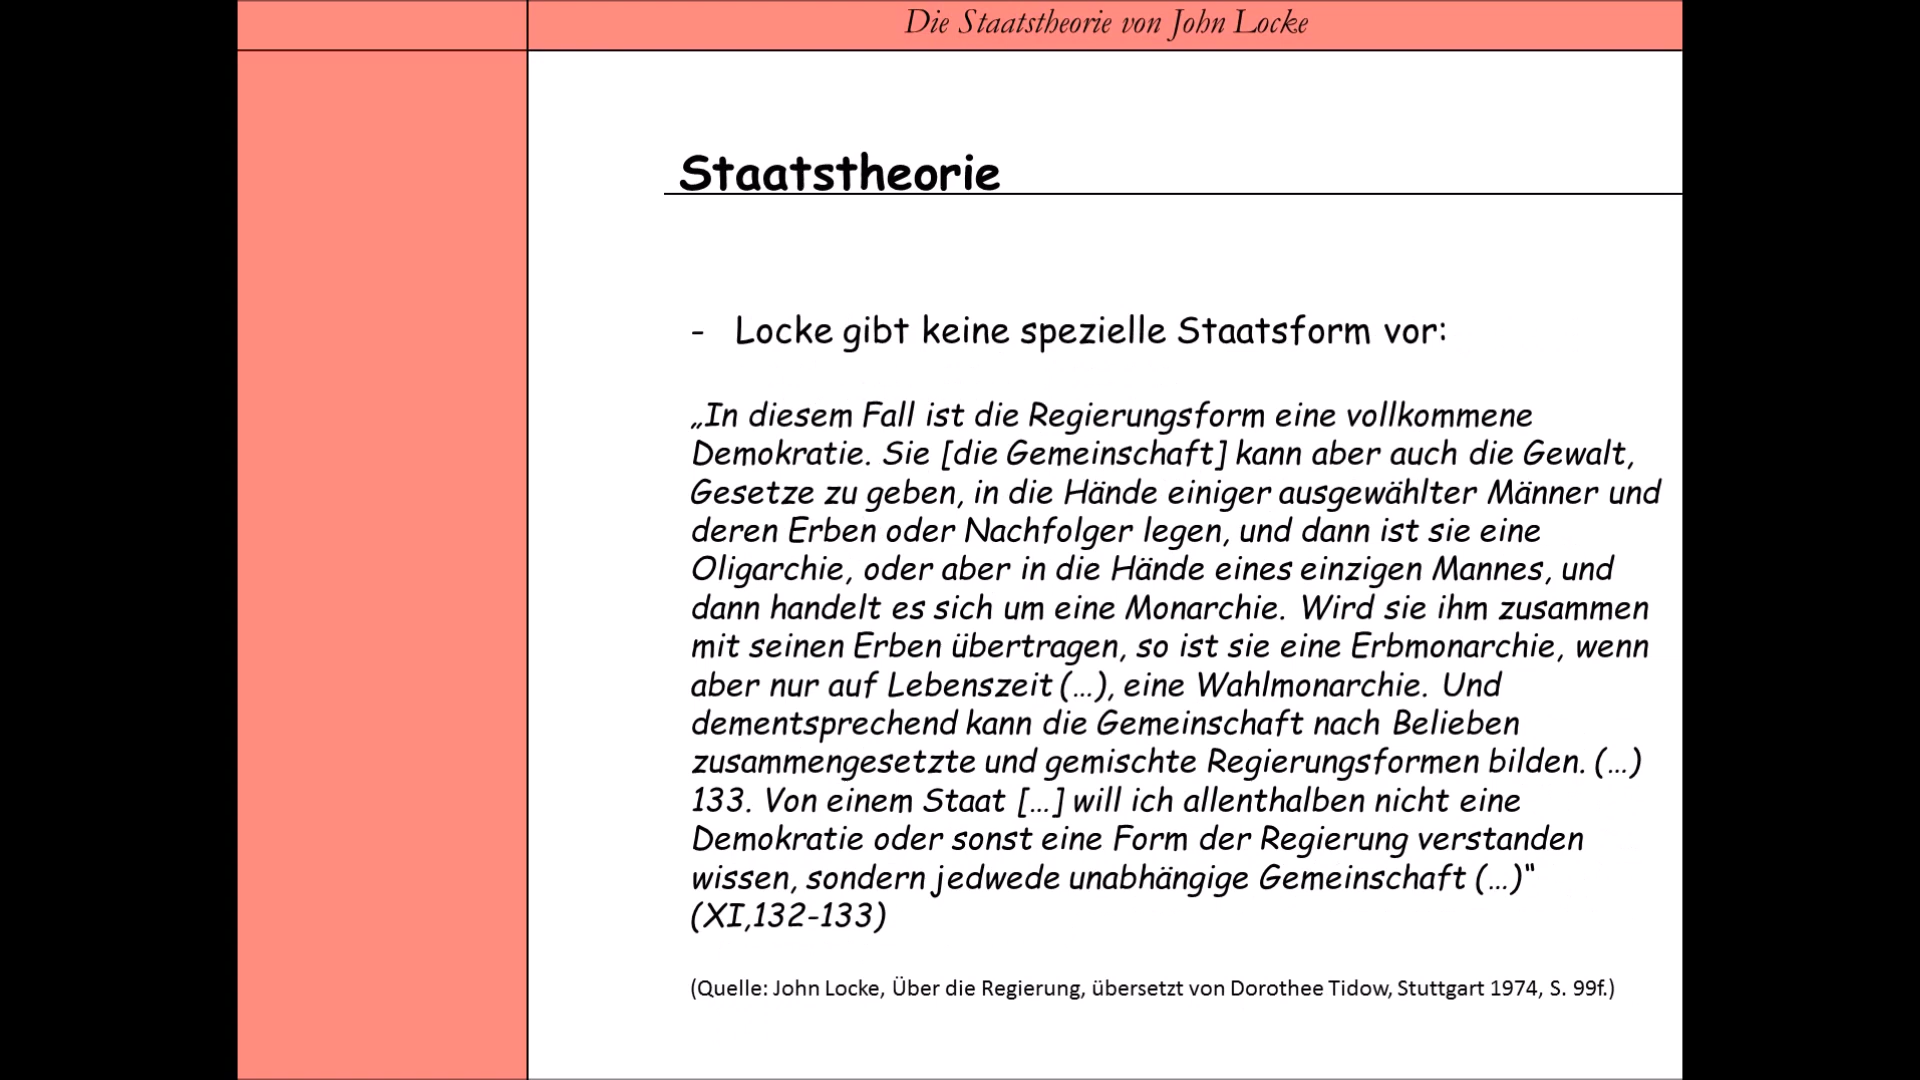 Die Staatstheorie von John Locke
Staatstheorie
- Locke gibt keine spezielle Staatsform vor:
„In diesem Fall ist die Regierungsform eine vollkommene
Demokratie. Sie [die Gemeinschaft] kann aber auch die Gewalt,
Gesetze zu geben, in die Hände einiger ausgewählter Männer und
deren Erben oder Nachfolger legen, und dann ist sie eine
Oligarchie, oder aber in die Hände eines einzigen Mannes, und
dann handelt es sich um eine Monarchie. Wird sie ihm zusammen
mit seinen Erben übertragen, so ist sie eine Erbmonarchie, wenn
aber nur auf Lebenszeit (…), eine Wahlmonarchie. Und
dementsprechend kann die Gemeinschaft nach Belieben
zusammengesetzte und gemischte Regierungsformen bilden. (…)
133. Von einem Staat […] will ich allenthalben nicht eine
Demokratie oder sonst eine Form der Regierung verstanden
wissen, sondern jedwede unabhängige Gemeinschaft (…)“
(XI,132-133)
(Quelle: John Locke, Über die Regierung, übersetzt von Dorothee Tidow, Stuttgart 1974, S. 99f.)